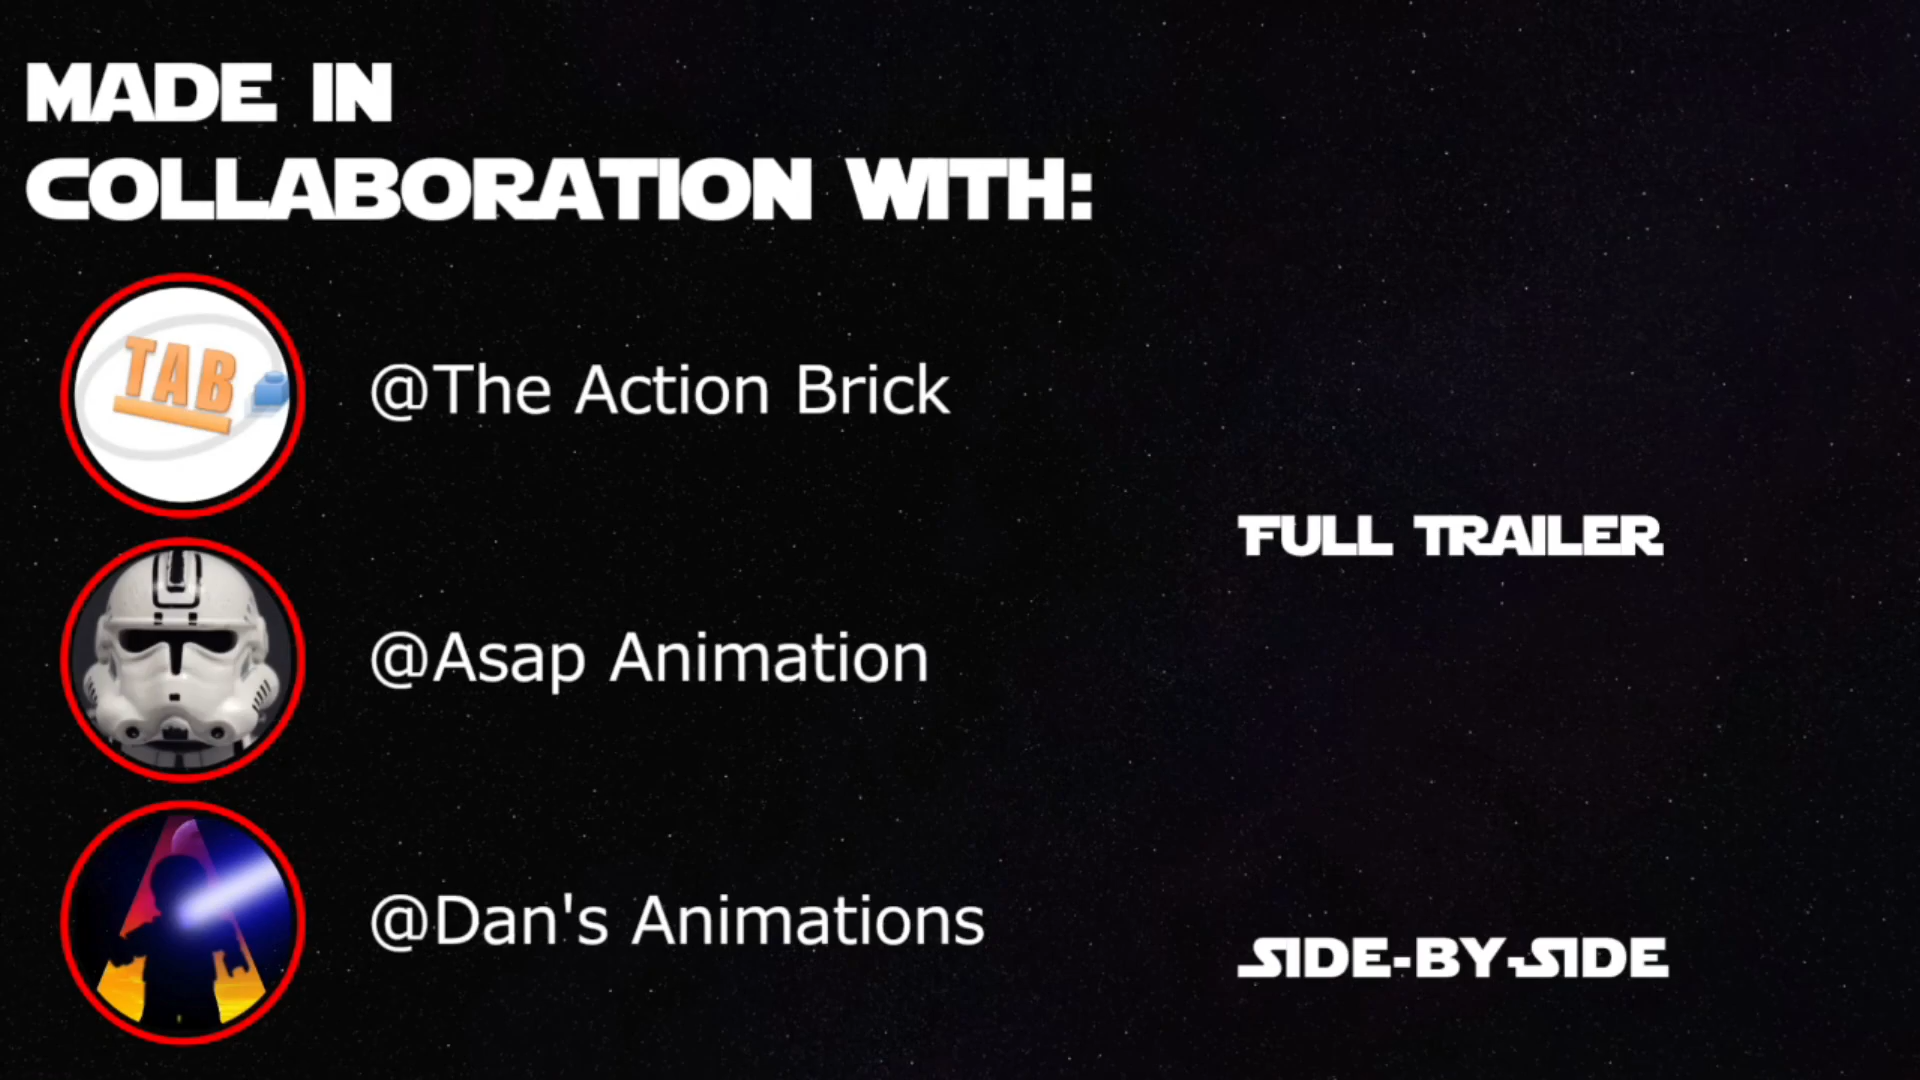 MADE IN
COLLABORATION WITH:
TAB
@The Action Brick
FULL TRAILER
@Asap Animation
@Dan's Animations
SIDE-BY-SIDE